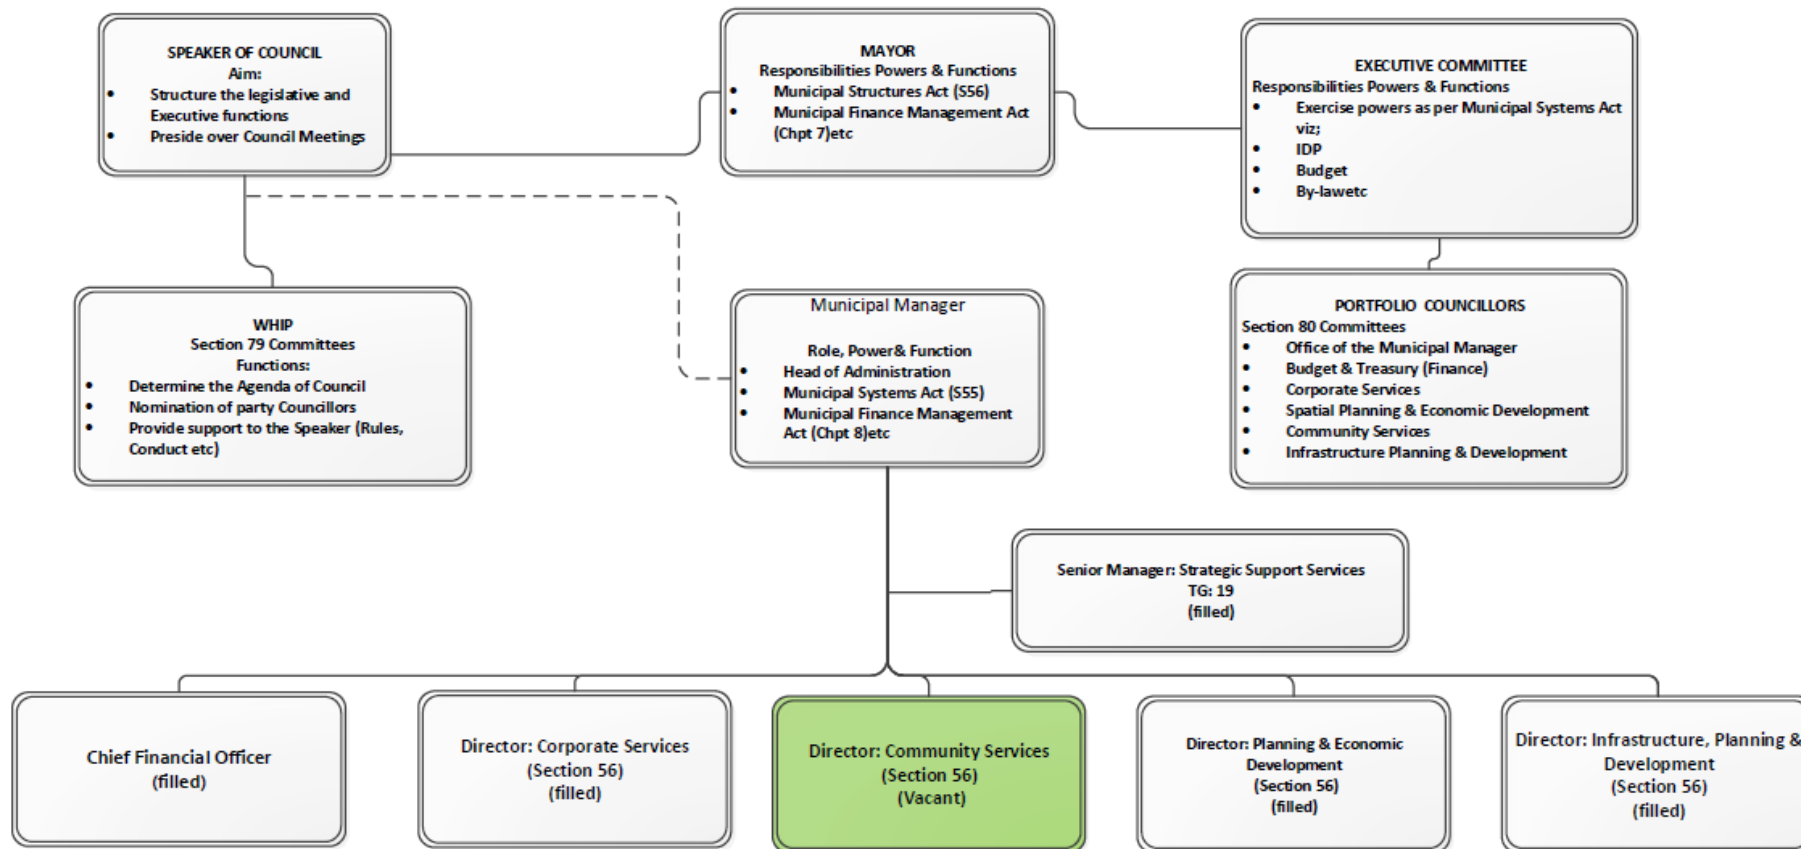 SPEAKER OF COUNCIL
Aim:
• Structure the legislative and
Executive functions
• Preside over Council Meetings
MAYOR
Responsibilities Powers & Functions
• Municipal Structures Act (S56)
• Municipal Finance Management Act
(Chpt 7)etc
EXECUTIVE COMMITTEE
Responsibilities Powers & Functions
• Exercise powers as per Municipal Systems Act
viz;
• IDP
• Budget
• By-lawetc
WHIP
Section 79 Committees
Functions:
• Determine the Agenda of Council
• Nomination of party Councillors
• Provide support to the Speaker (Rules,
Conduct etc)
Municipal Manager
Role, Power& Function
• Head of Administration
• Municipal Systems Act (S55)
• Municipal Finance Management
Act (Chpt 8)etc
PORTFOLIO COUNCILLORS
Section 80 Committees
• Office of the Municipal Manager
• Budget & Treasury (Finance)
• Corporate Services
• Spatial Planning & Economic Development
• Community Services
• Infrastructure Planning & Development
Senior Manager: Strategic Support Services
TG: 19
(filled)
Chief Financial Officer
(filled)
Director: Corporate Services
(Section 56)
(filled)
Director: Community Services
(Section 56)
(Vacant)
Director: Planning & Economic
Development
(Section 56)
(filled)
Director: Infrastructure, Planning &
Development
(Section 56)
(filled)